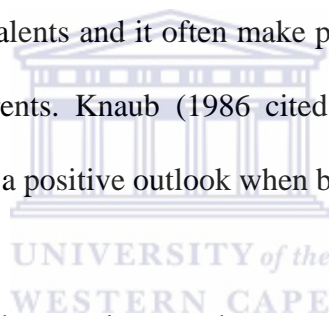 alents and it often make p
ents. Knaub (1986 cited
a positive outlook when b
UNIVERSITY of the
WESTERN CAPE